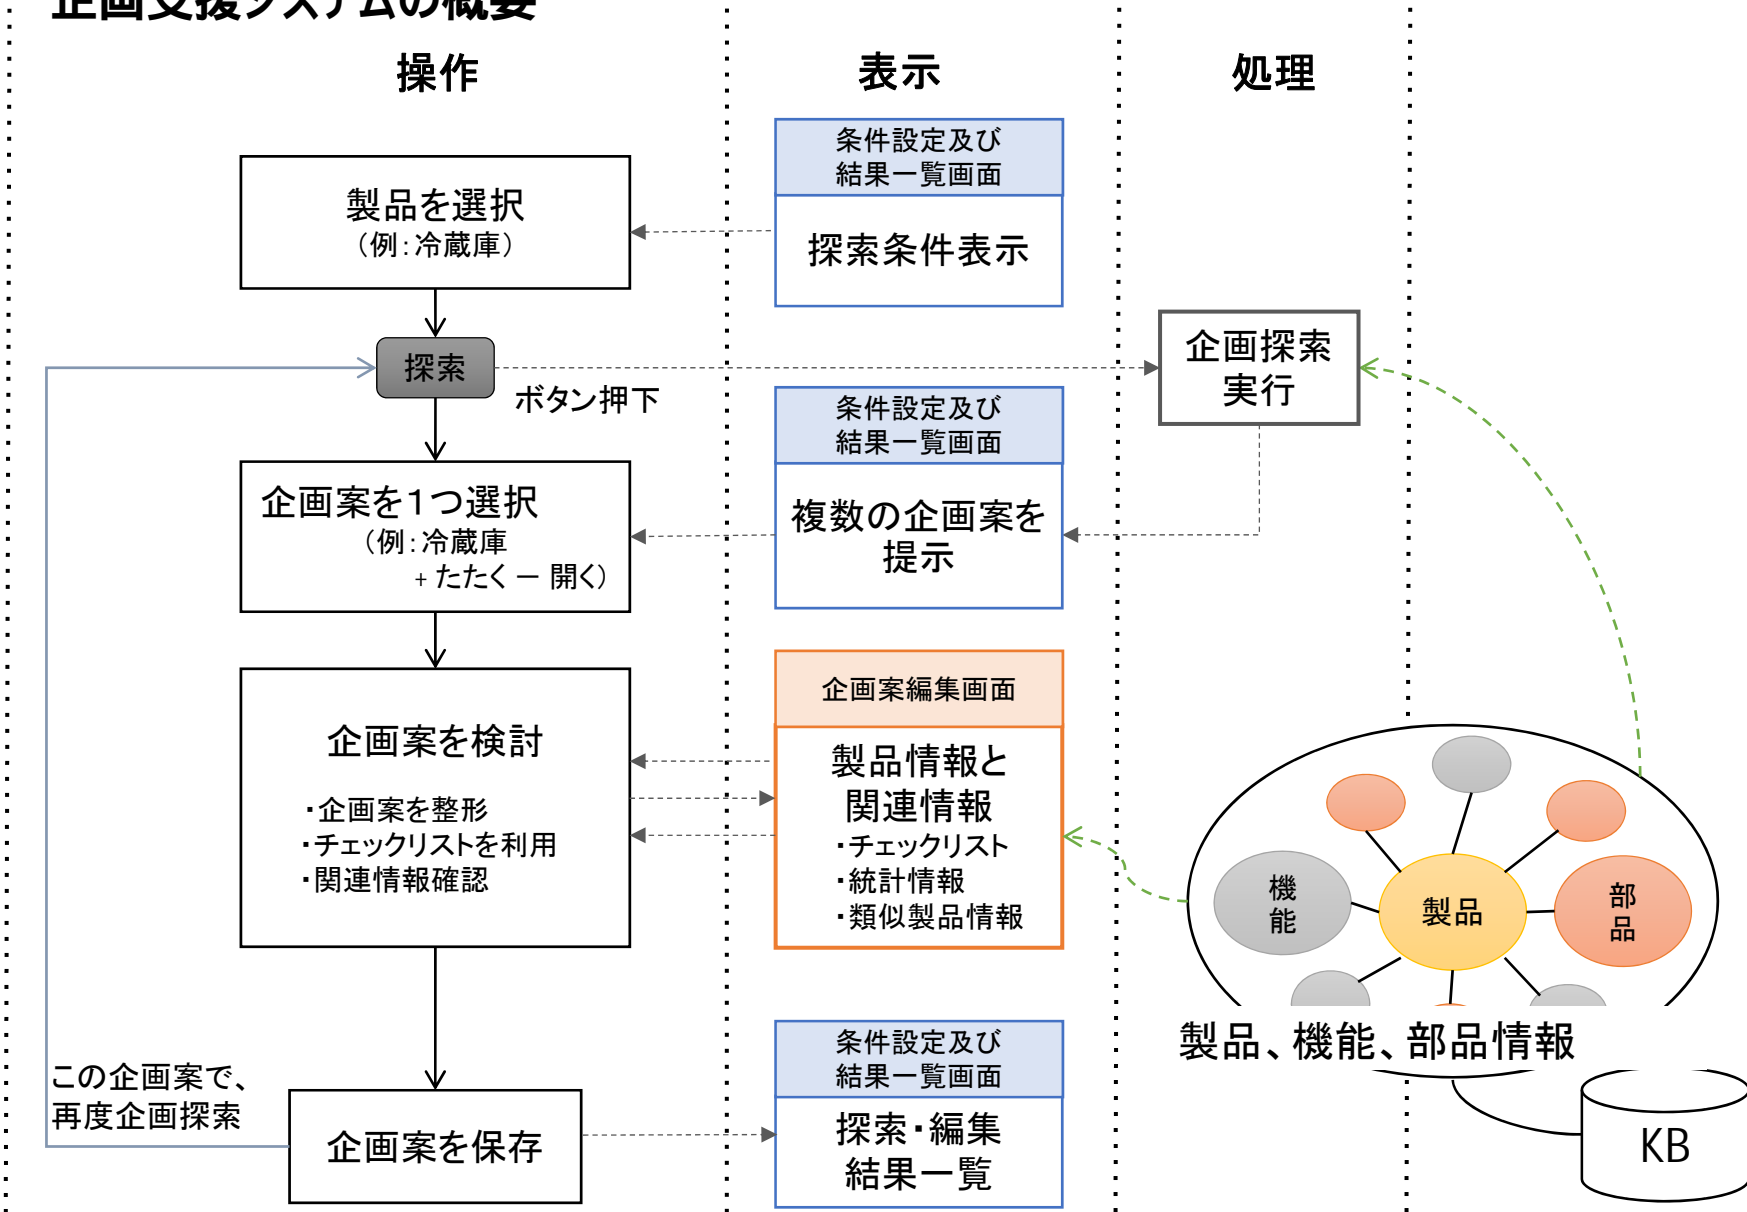 企画支援システムの概要
操作
表示
処理
条件設定及び
結果一覧画面
製品を選択
（例：冷蔵庫）
探索条件表示
企画探索
実行
探索
ボタン押下
条件設定及び
結果一覧画面
企画案を１つ選択
（例：冷蔵庫
+ たたく － 開く）
複数の企画案を
提示
企画案編集画面
企画案を検討
・企画案を整形
・チェックリストを利用
・関連情報確認
製品情報と
関連情報
・チェックリスト
・統計情報
・類似製品情報
機
能
製品
部
品
製品、機能、部品情報
条件設定及び
結果一覧画面
この企画案で、
再度企画探索
企画案を保存
探索・編集
結果一覧
KB